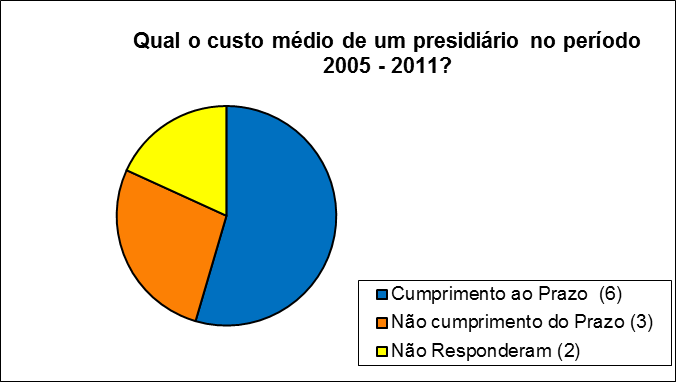 Qual o custo médio de um presidiário no período
2005 - 2011?
Cumprimento ao Prazo (6)
Não cumprimento do Prazo (3)
Não Responderam (2)